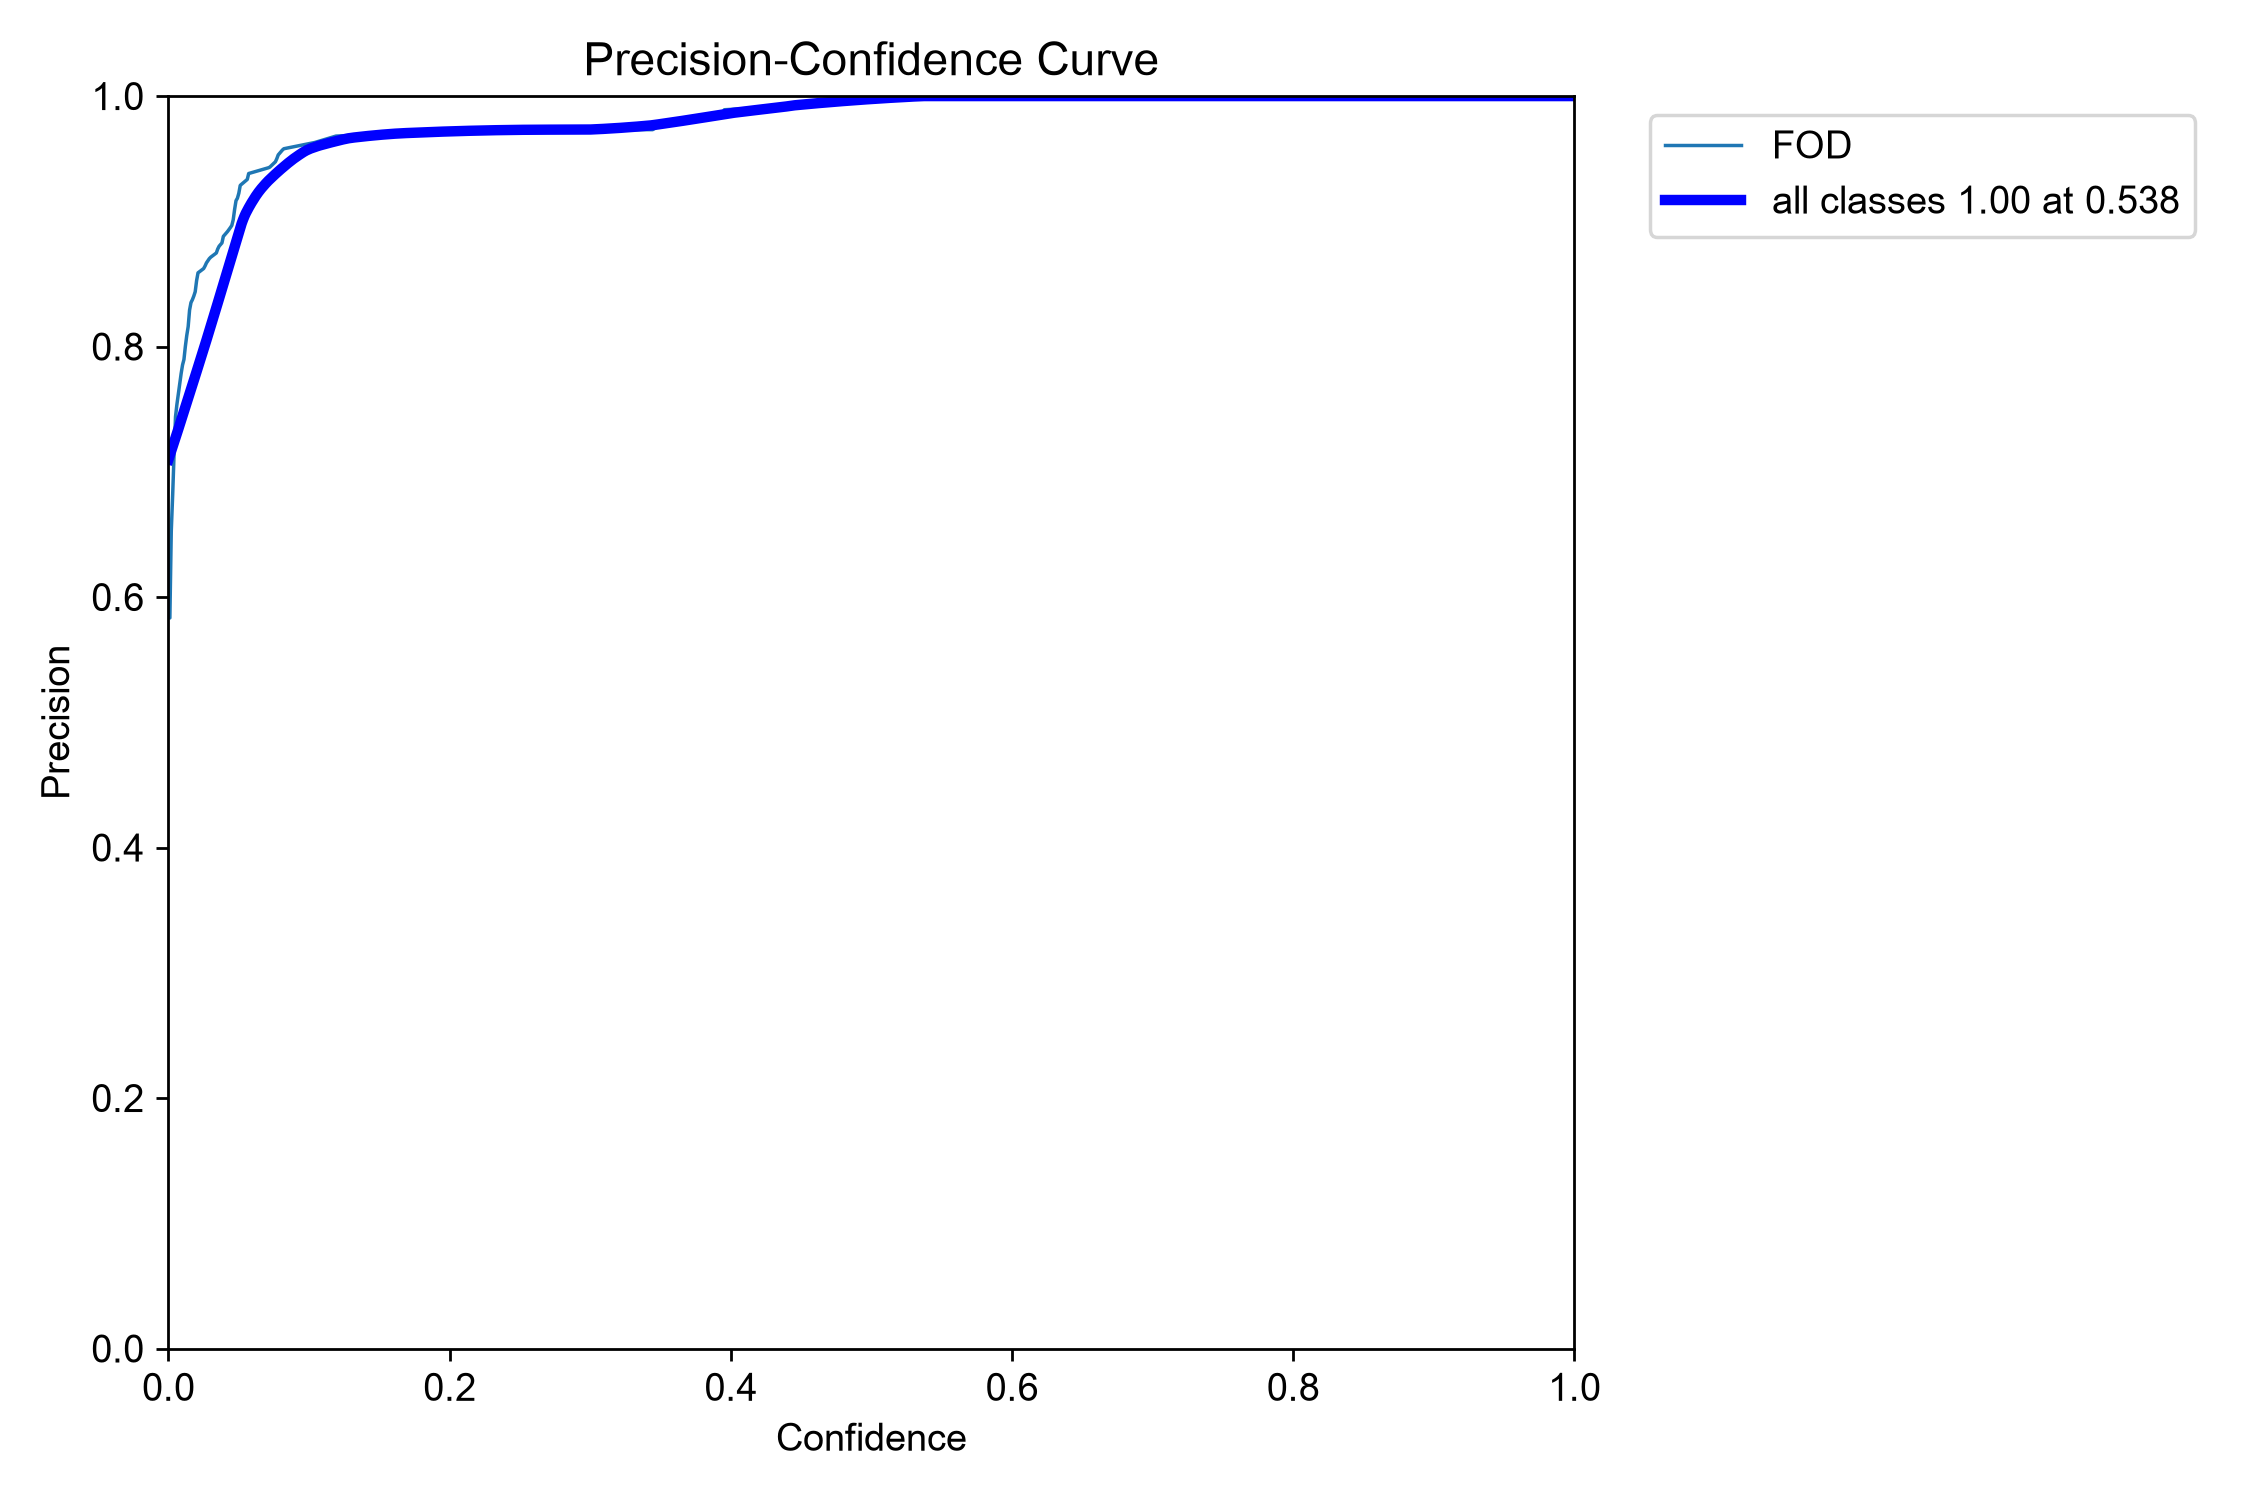 Precision-Confidence Curve
1.0
0.8
0.6
0.4
0.2
0.0
Precision
0.0 0.2 0.4 0.6 0.8 1.0
Confidence
FOD
all classes 1.00 at 0.538